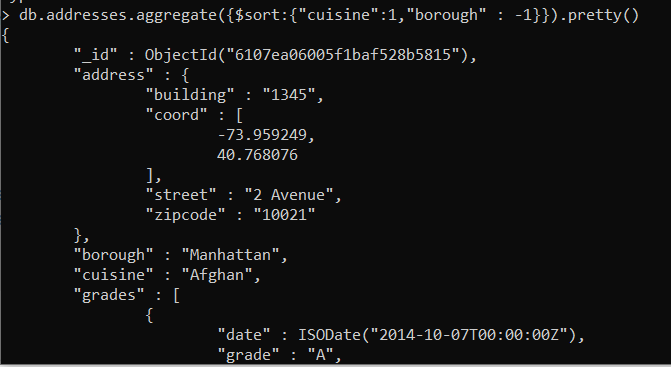 > db.addresses.aggregate({$sort:{"cuisine":1,"borough" : -1}}).pretty()
{
        "_id" : ObjectId("6107ea06005f1baf528b5815"),
        "address" : {
                "building" : "1345",
                "coord" : [
                        -73.959249,
                        40.768076
                ],
                "street" : "2 Avenue",
                "zipcode" : "10021"
        },
        "borough" : "Manhattan",
        "cuisine" : "Afghan",
        "grades" : [
                {
                        "date" : ISODate("2014-10-07T00:00:00Z"),
                        "grade" : "A",